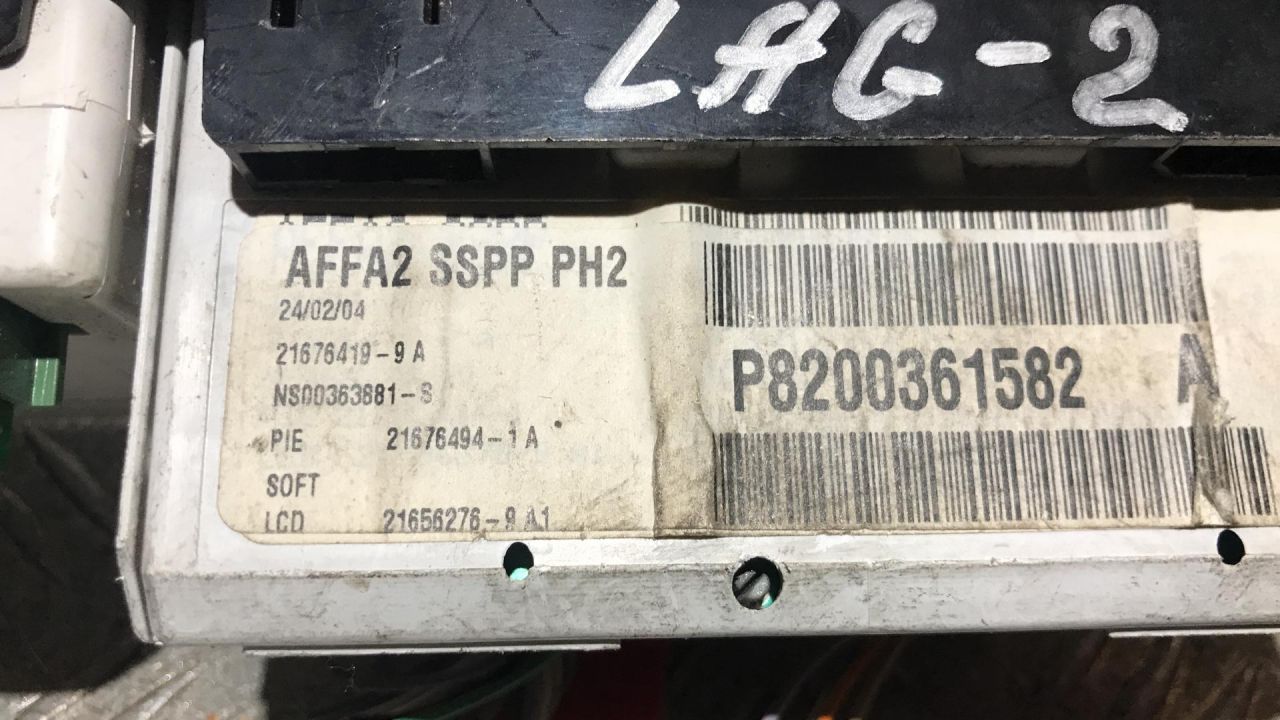 LAG-2
AFFA2 SSPP PH2
24/02/04
21676419-9 A
NS00363681-S
PIE 21676494-1 A
SOFT
LCD 21656276-9 A1
P8200361582 A